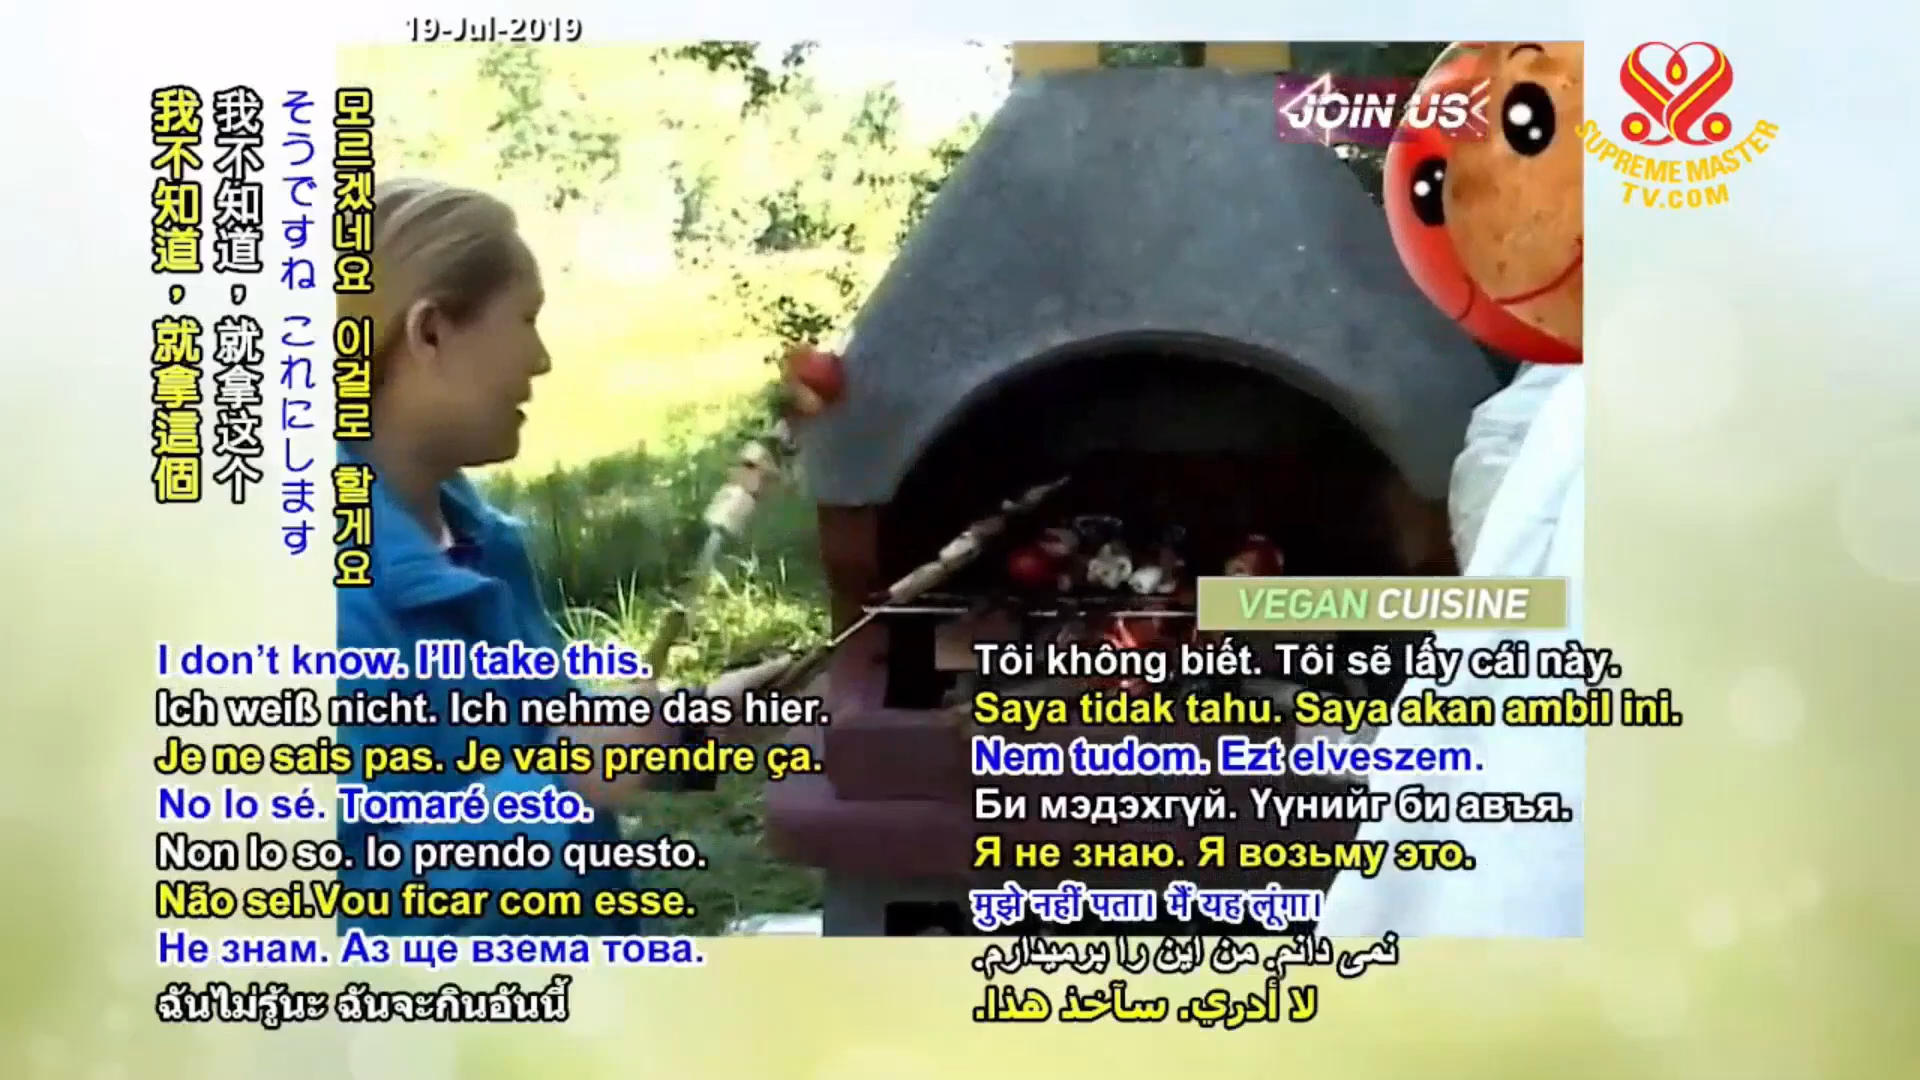 19-Jul-2019
JOIN US
SUPREME MASTER
TV.COM
我不知道，就拿這個
我不知道，就拿这个
そうですね これにします
모르겠네요 이걸로 할게요
VEGAN CUISINE
I don't know. I'll take this.
Ich weiß nicht. Ich nehme das hier.
Je ne sais pas. Je vais prendre ça.
No lo sé. Tomaré esto.
Non lo so. Io prendo questo.
Não sei.Vou ficar com esse.
Не знам. Аз ще взема това.
ฉันไม่รู้นะ ฉันจะกินอันนี้
Tôi không biết. Tôi sẽ lấy cái này.
Saya tidak tahu. Saya akan ambil ini.
Nem tudom. Ezt elveszem.
Би мэдэхгүй. Үүнийг би авъя.
Я не знаю. Я возьму это.
मुझे नहीं पता। मैं यह लूंगा।
نمی دانم. من این را برمیدارم.
لا أدري. سآخذ هذا.